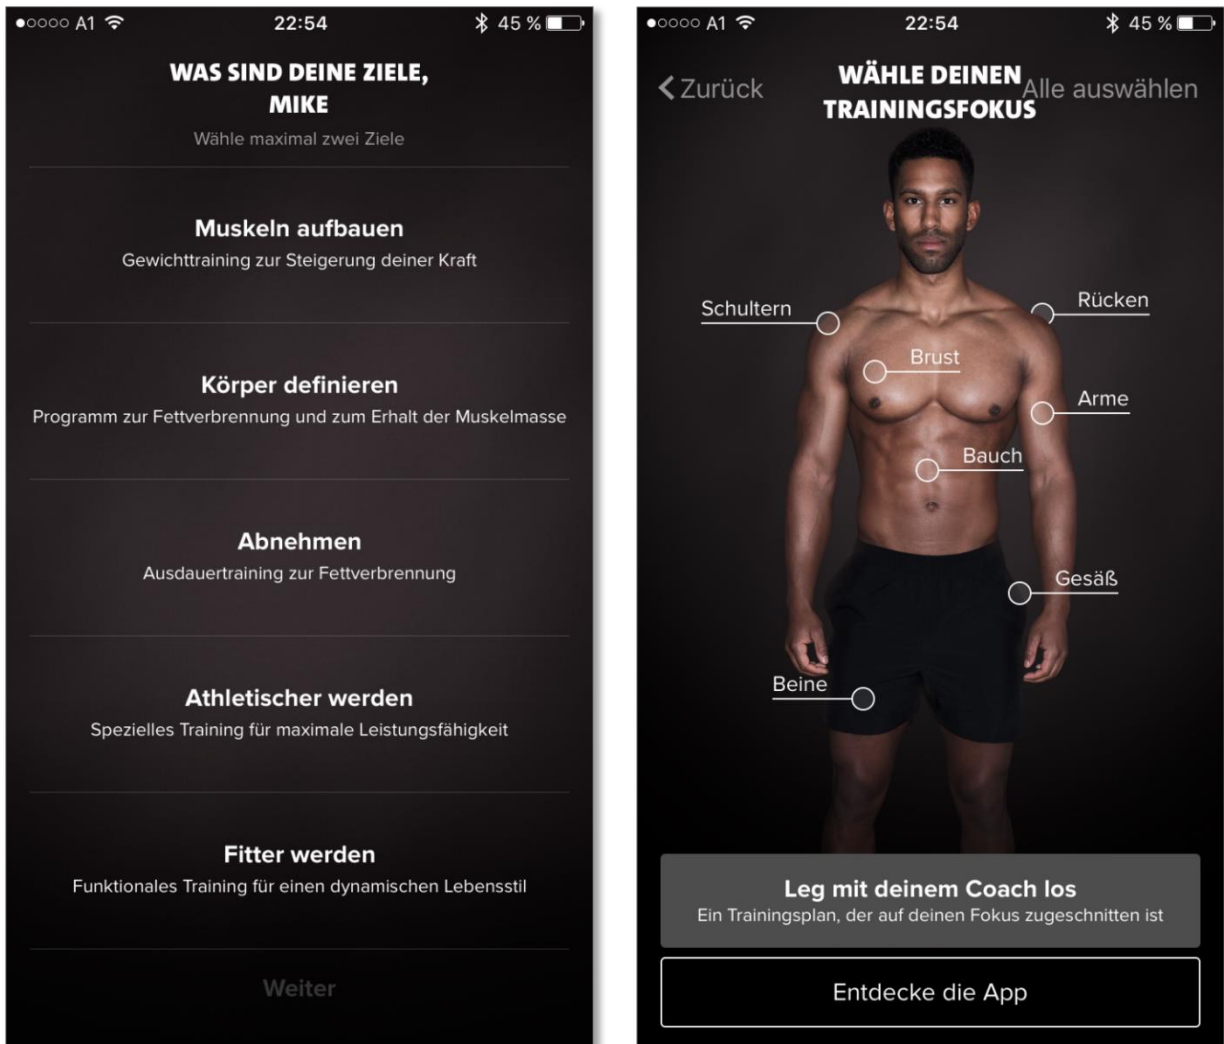 A1 22:54 45 %
WAS SIND DEINE ZIELE,
MIKE
Wähle maximal zwei Ziele
Muskeln aufbauen
Gewichttraining zur Steigerung deiner Kraft
Körper definieren
Programm zur Fettverbrennung und zum Erhalt der Muskelmasse
Abnehmen
Ausdauertraining zur Fettverbrennung
Athletischer werden
Spezielles Training für maximale Leistungsfähigkeit
Fitter werden
Funktionales Training für einen dynamischen Lebensstil
Weiter
A1 22:54 45 %
Zurück
WÄHLE DEINEN
TRAININGSFOKUS
Alle auswählen
Schultern
Rücken
Brust
Arme
Bauch
Gesäß
Beine
Leg mit deinem Coach los
Ein Trainingsplan, der auf deinen Fokus zugeschnitten ist
Entdecke die App